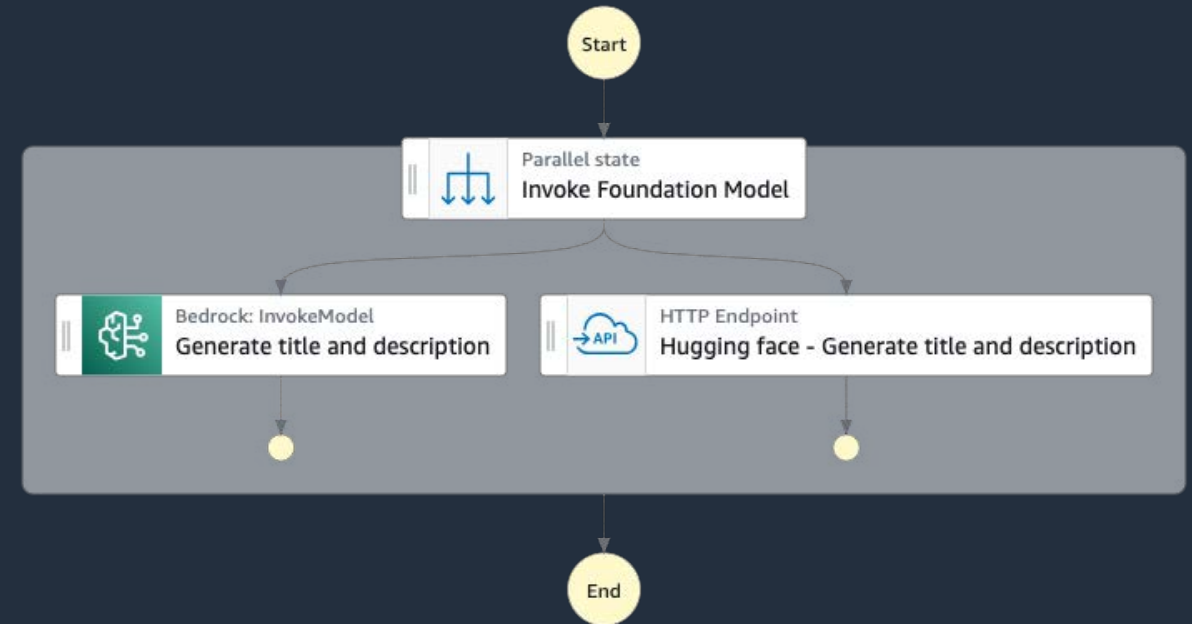 Start
Parallel state
Invoke Foundation Model
Bedrock: InvokeModel
Generate title and description
API
HTTP Endpoint
Hugging face - Generate title and description
End